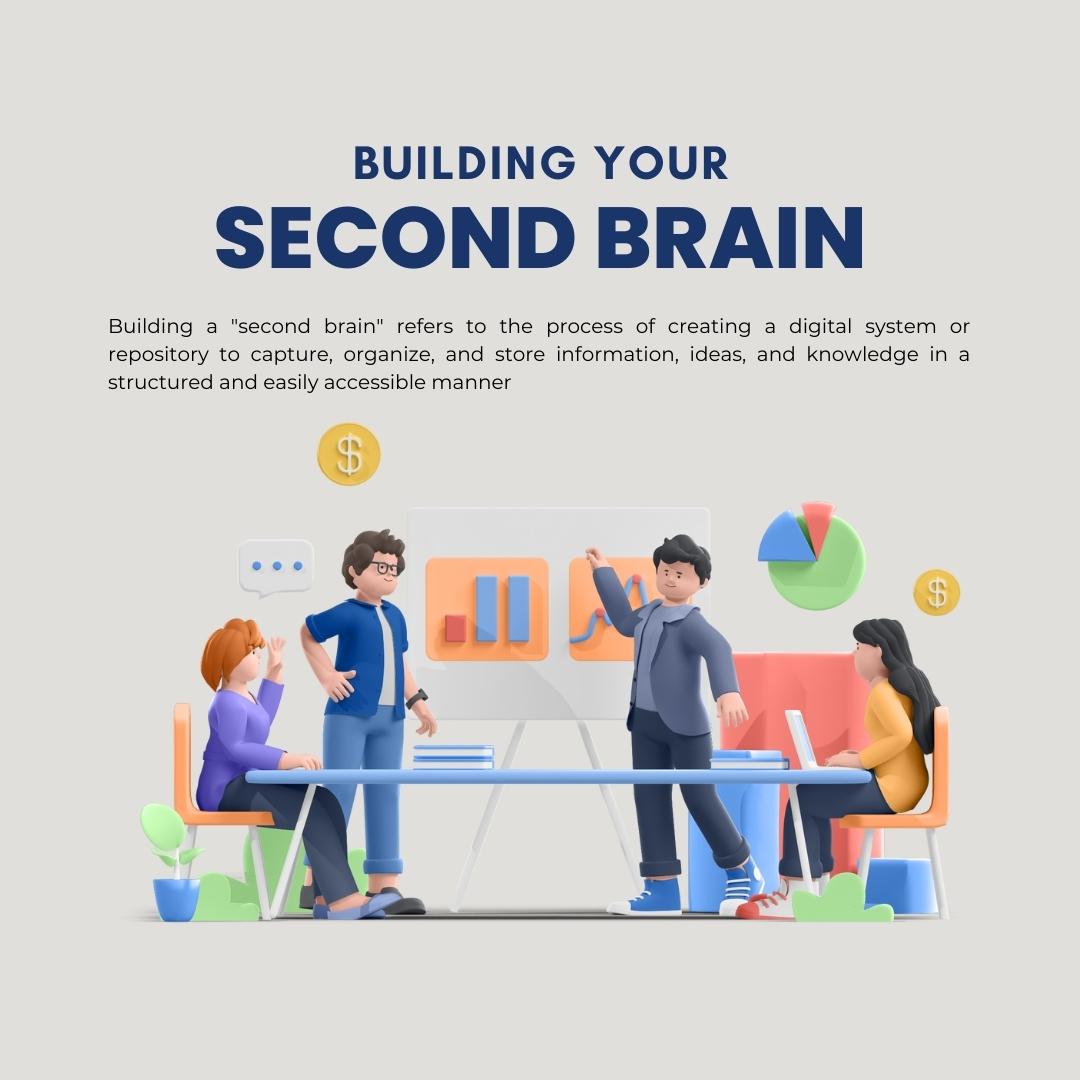 BUILDING YOUR
SECOND BRAIN
Building a "second brain" refers to the process of creating a digital system or
repository to capture, organize, and store information, ideas, and knowledge in a
structured and easily accessible manner
$
$